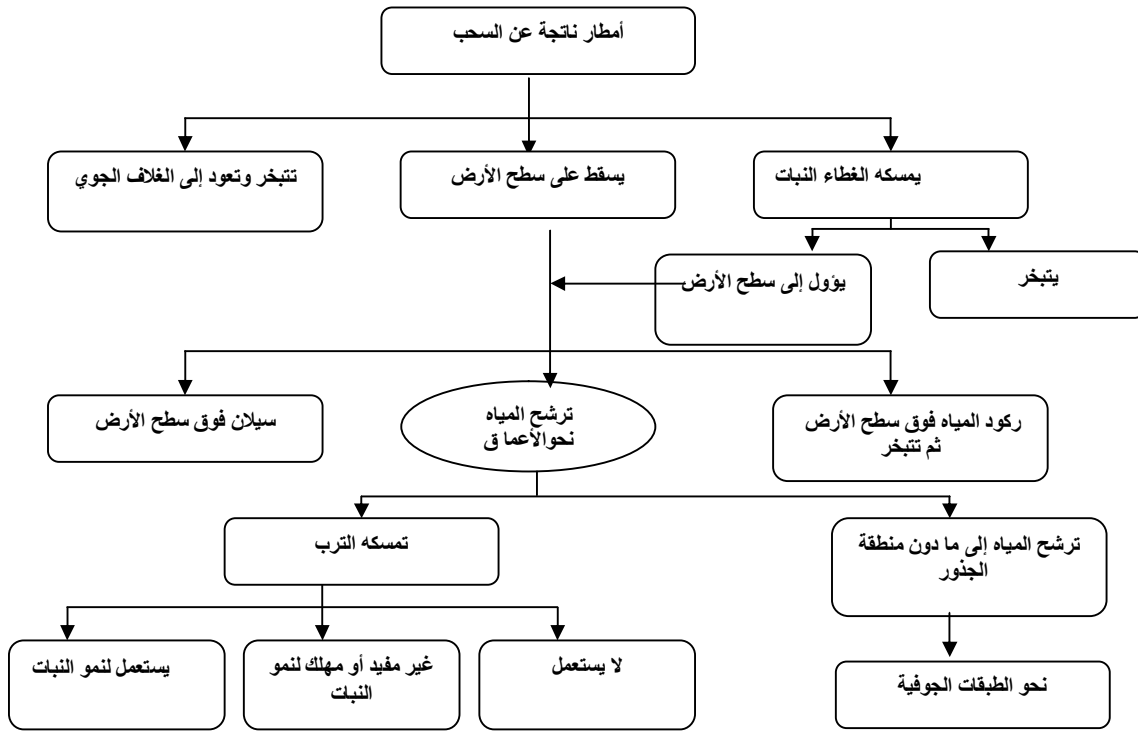 أمطار ناتجة عن السحب
يمسكه الغطاء النبات
يسقط على سطح الأرض
تتبخر وتعود إلى الغلاف الجوي
يتبخر
يؤول إلى سطح الأرض
ركود المياه فوق سطح الأرض
ثم تتبخر
ترشح المياه
نحوالأعما ق
سيلان فوق سطح الأرض
ترشح المياه إلى ما دون منطقة
الجذور
تمسكه الترب
نحو الطبقات الجوفية
لا يستعمل
غير مفيد أو مهلك لنمو
النبات
يستعمل لنمو النبات